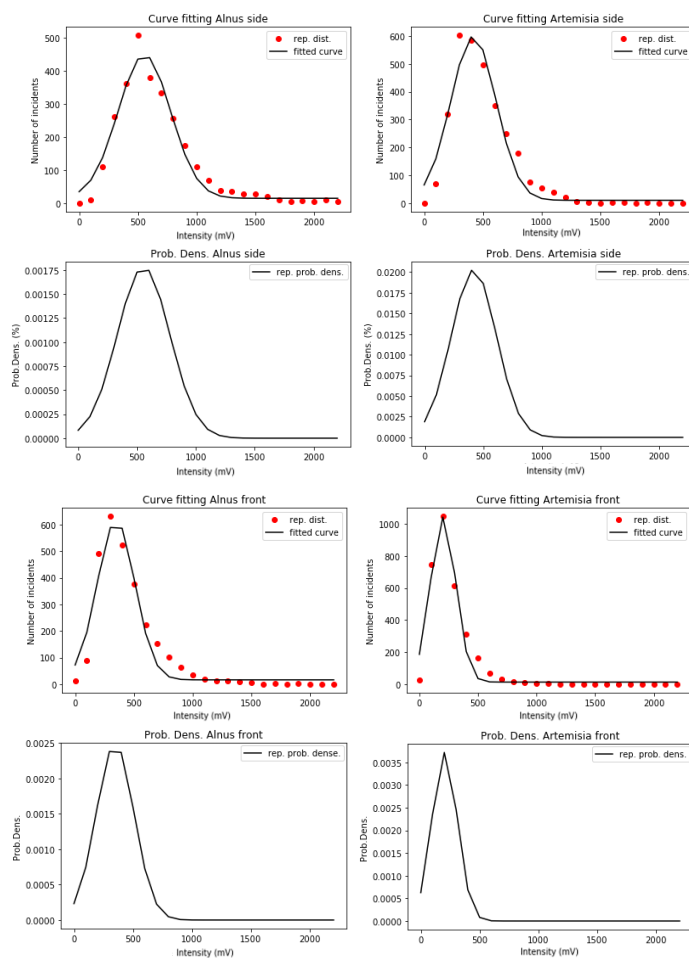 Curve fitting Alnus side
500
400
300
200
100
0
Number of incidents
rep. dist.
fitted curve
0 500 1000 1500 2000
Intensity (mV)
Curve fitting Artemisia side
600
500
400
300
200
100
0
Number of incidents
rep. dist.
fitted curve
0 500 1000 1500 2000
Intensity (mV)
Prob. Dens. Alnus side
0.00175
0.00150
0.00125
0.00100
0.00075
0.00050
0.00025
0.00000
Prob.Dens. (%)
rep. prob. dens.
0 500 1000 1500 2000
Intensity (mV)
Prob. Dens. Artemisia side
0.0200
0.0175
0.0150
0.0125
0.0100
0.0075
0.0050
0.0025
0.0000
Prob.Dens. (%)
rep. prob. dens.
0 500 1000 1500 2000
Intensity (mV)
Curve fitting Alnus front
600
500
400
300
200
100
0
Number of incidents
rep. dist.
fitted curve
0 500 1000 1500 2000
Intensity (mV)
Curve fitting Artemisia front
1000
800
600
400
200
0
Number of incidents
rep. dist.
fitted curve
0 500 1000 1500 2000
Intensity (mV)
Prob. Dens. Alnus front
0.0025
0.0020
0.0015
0.0010
0.0005
0.0000
Prob.Dens.
rep. prob. dense.
0 500 1000 1500 2000
Intensity (mV)
Prob. Dens. Artemisia front
0.0035
0.0030
0.0025
0.0020
0.0015
0.0010
0.0005
0.0000
Prob.Dens.
rep. prob. dens.
0 500 1000 1500 2000
Intensity (mV)